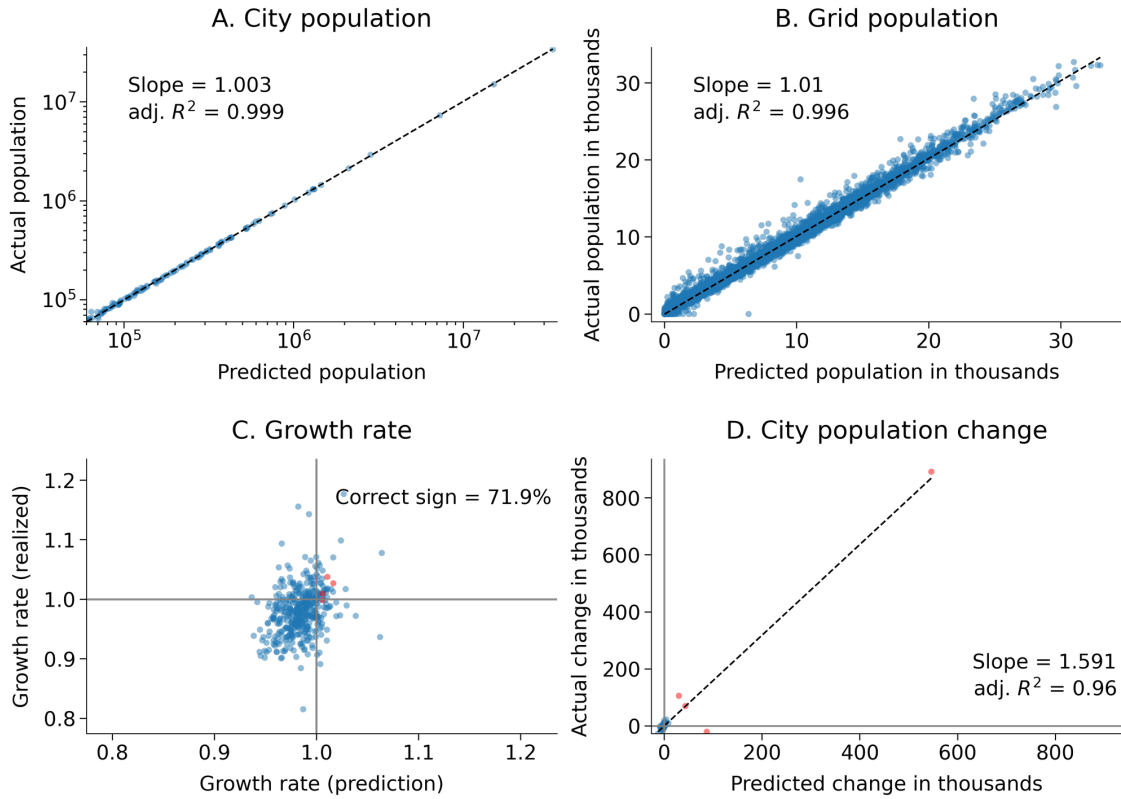 A. City population
Slope = 1.003
adj. R² = 0.999
Actual population
10⁷
10⁶
10⁵
10⁵ 10⁶ 10⁷
Predicted population
B. Grid population
Slope = 1.01
adj. R² = 0.996
Actual population in thousands
30
20
10
0
0 10 20 30
Predicted population in thousands
C. Growth rate
Correct sign = 71.9%
Growth rate (realized)
1.2
1.1
1.0
0.9
0.8
0.8 0.9 1.0 1.1 1.2
Growth rate (prediction)
D. City population change
Actual change in thousands
800
600
400
200
0
Slope = 1.591
adj. R² = 0.96
0 200 400 600 800
Predicted change in thousands